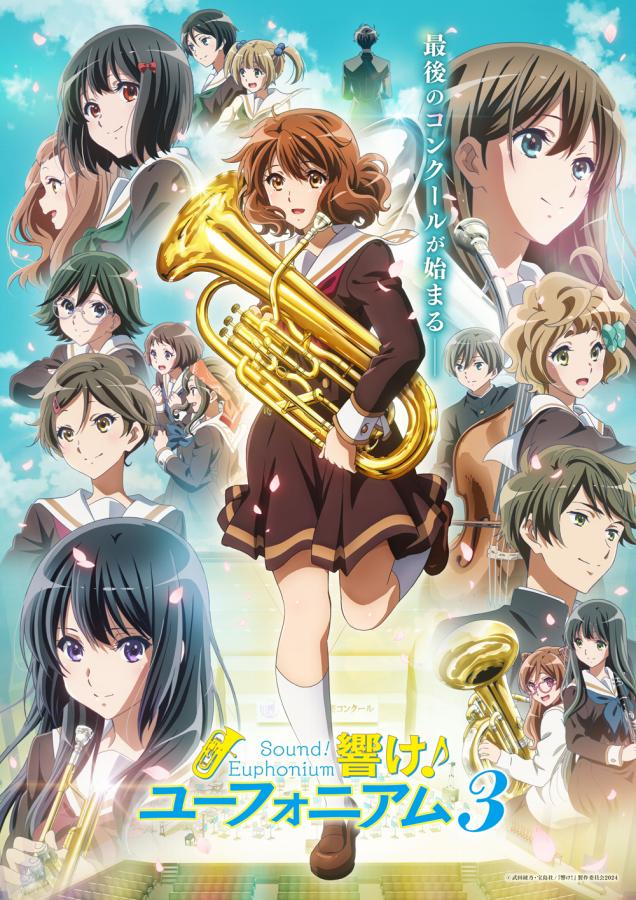 最後のコンクールが始まる――
コンクール
Sound!
Euphonium
響け♪
ユーフォニアム3
©武田綾乃・宝島社／『響け！』製作委員会2024